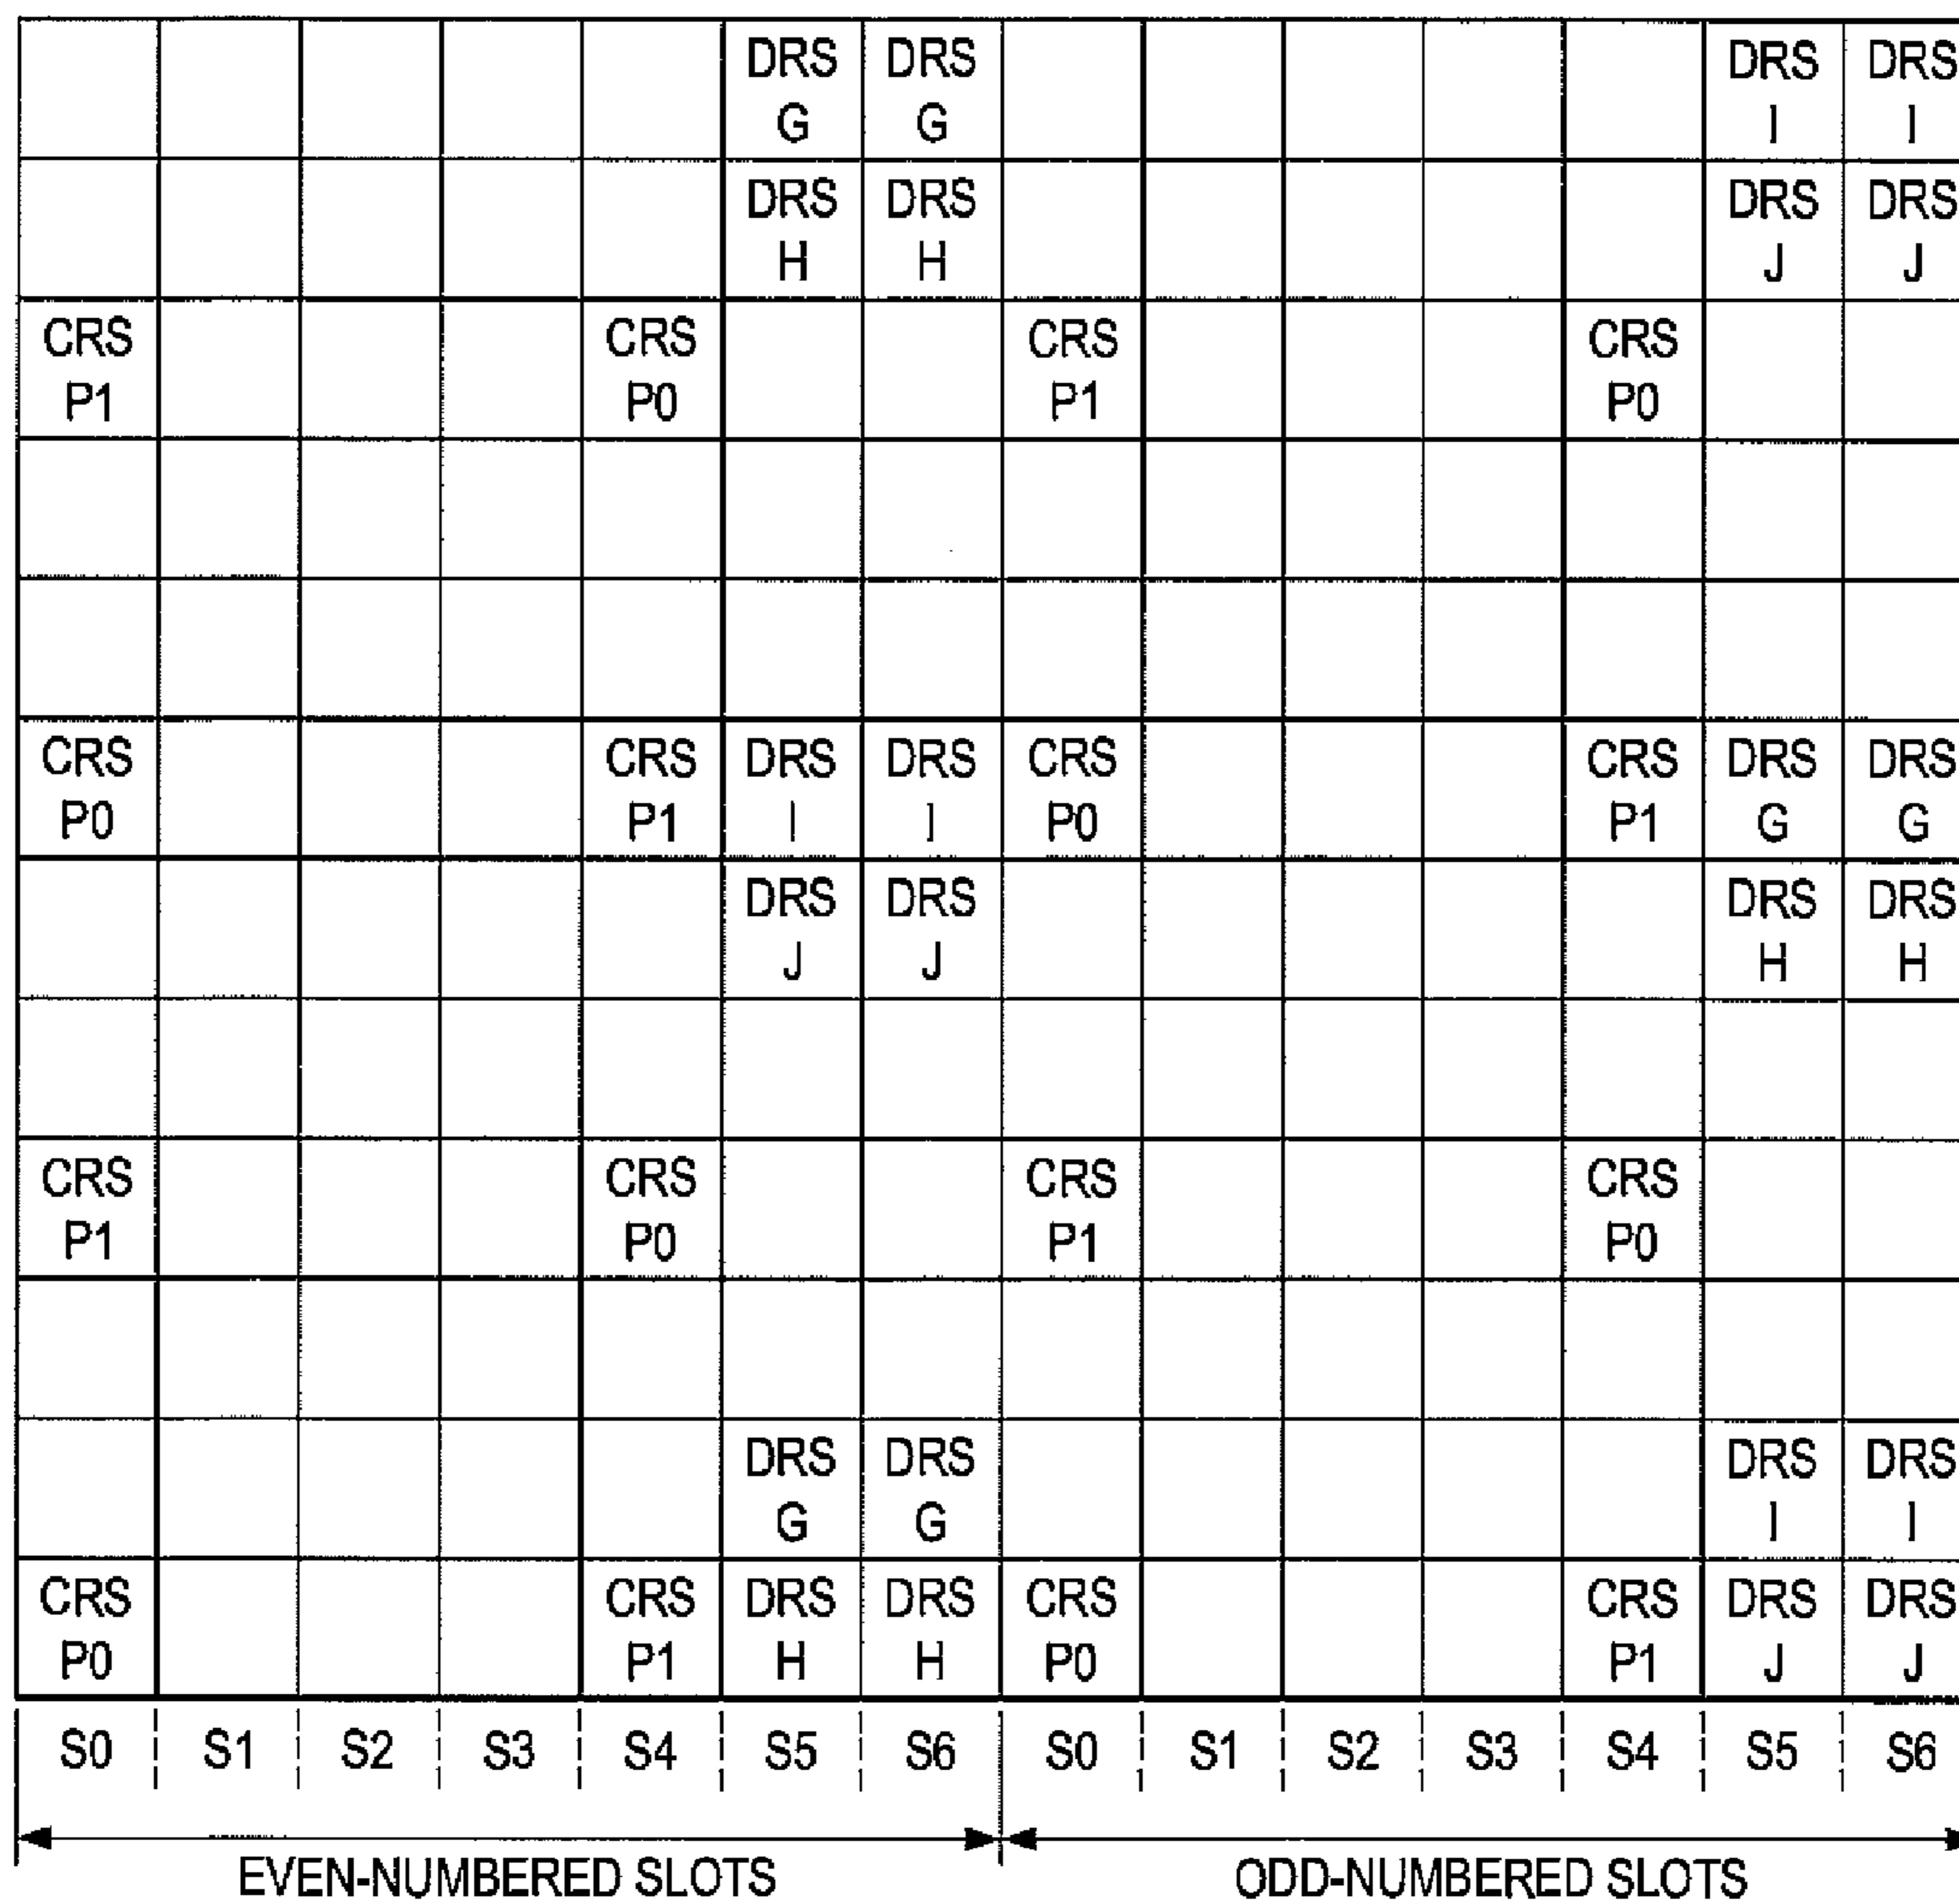 DRS DRS DRS DRS
G G I I
DRS DRS DRS DRS
H H J J
CRS CRS CRS CRS
P1 P0 P1 P0
CRS CRS DRS DRS CRS CRS DRS DRS
P0 P1 I I P0 P1 G G
DRS DRS DRS DRS
J J H H
CRS CRS CRS CRS
P1 P0 P1 P0
DRS DRS DRS DRS
G G I I
CRS CRS DRS DRS CRS CRS DRS DRS
P0 P1 H H P0 P1 J J
S0 S1 S2 S3 S4 S5 S6 S0 S1 S2 S3 S4 S5 S6
EVEN-NUMBERED SLOTS ODD-NUMBERED SLOTS